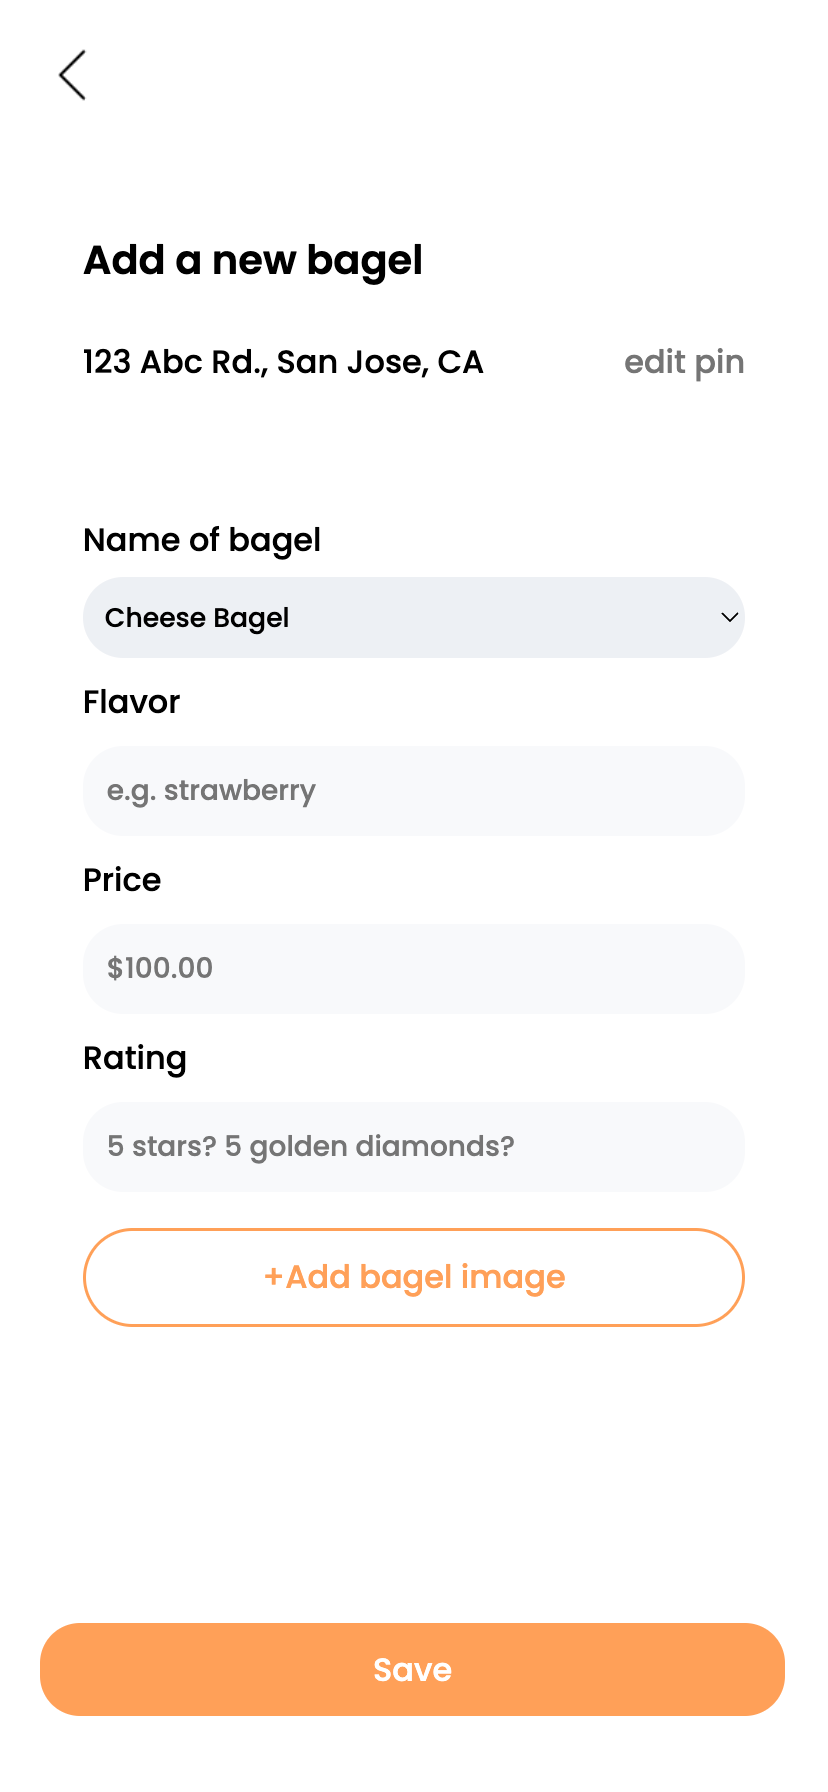 Add a new bagel
123 Abc Rd., San Jose, CA edit pin
Name of bagel
Cheese Bagel
Flavor
e.g. strawberry
Price
$100.00
Rating
5 stars? 5 golden diamonds?
+Add bagel image
Save